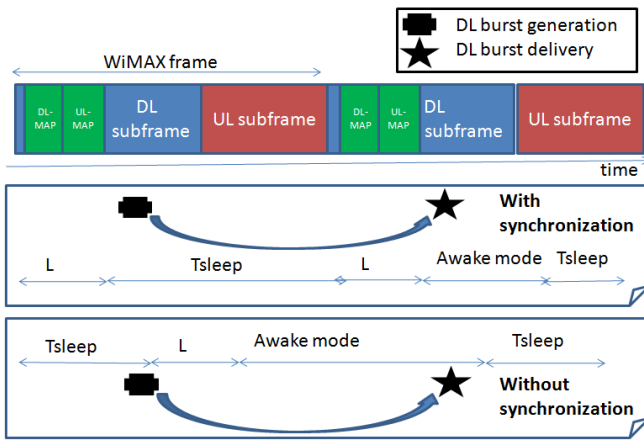 DL burst generation
DL burst delivery
WiMAX frame
DL-
MAP
UL-
MAP
DL
subframe
UL subframe
DL-
MAP
UL-
MAP
DL
subframe
UL subframe
time
With
synchronization
L
Tsleep
L
Awake mode
Tsleep
Tsleep
L
Awake mode
Tsleep
Without
synchronization